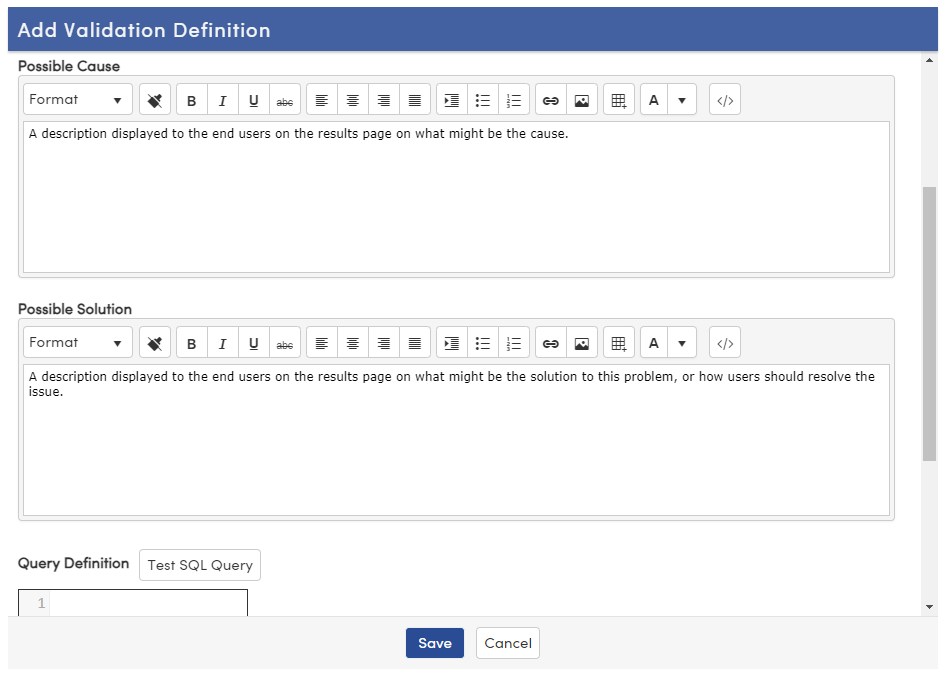 Add Validation Definition
Possible Cause
Format B I U abc A </>
A description displayed to the end users on the results page on what might be the cause.
Possible Solution
Format B I U abc A </>
A description displayed to the end users on the results page on what might be the solution to this problem, or how users should resolve the
issue.
Query Definition Test SQL Query
1
Save Cancel